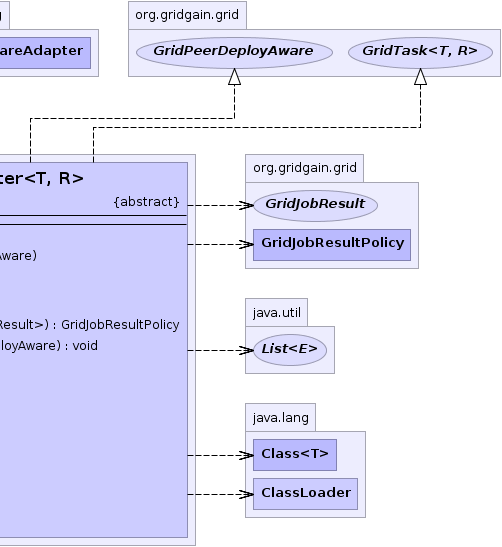 org.gridgain.grid
areAdapter
GridPeerDeployAware
GridTask<T, R>
ter<T, R>
{abstract}
Aware)
Result>) : GridJobResultPolicy
loyAware) : void
org.gridgain.grid
GridJobResult
GridJobResultPolicy
java.util
List<E>
java.lang
Class<T>
ClassLoader